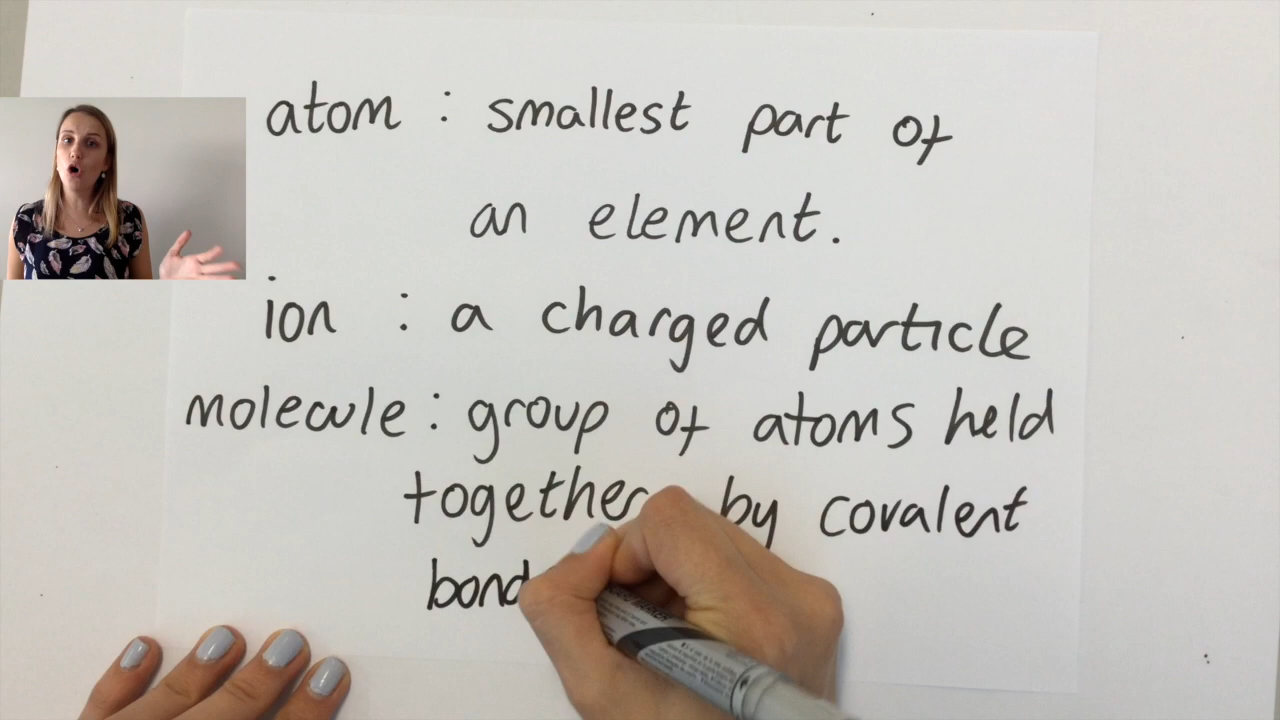 atom : smallest part of
an element.
ion : a charged particle
molecule : group of atoms held
together by covalent
bond